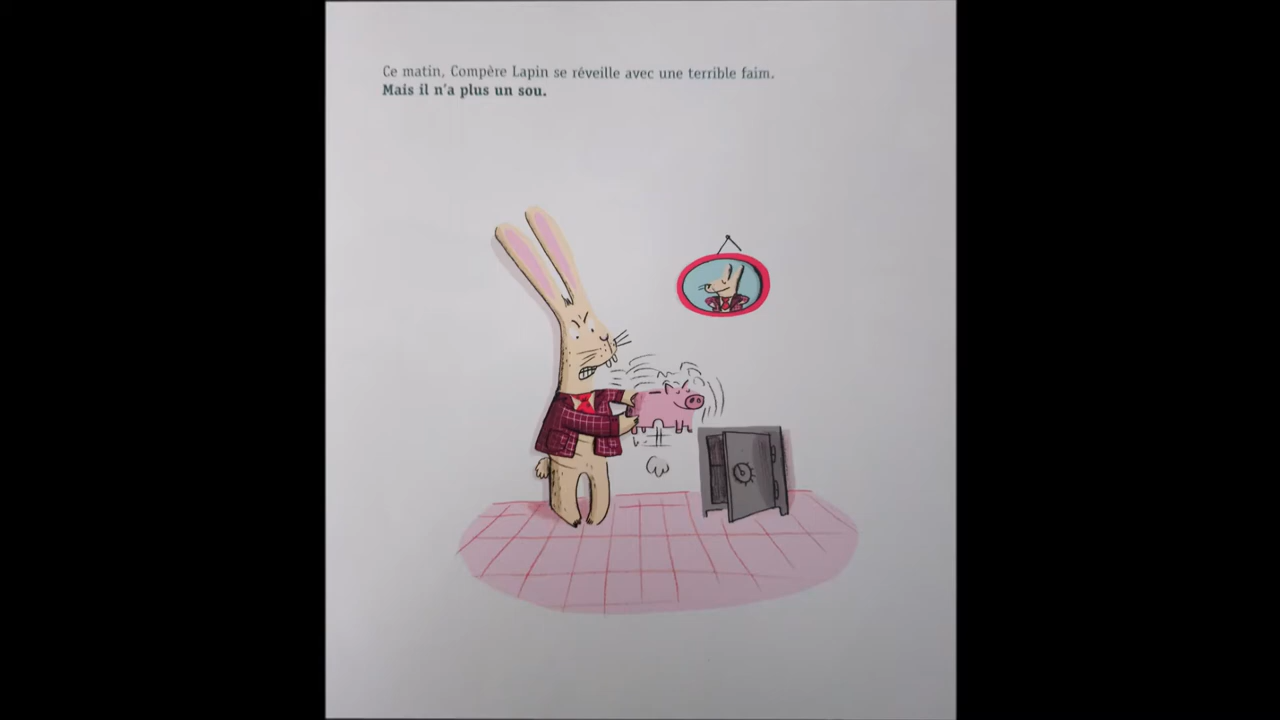 Ce matin, Compère Lapin se réveille avec une terrible faim.
Mais il n'a plus un sou.